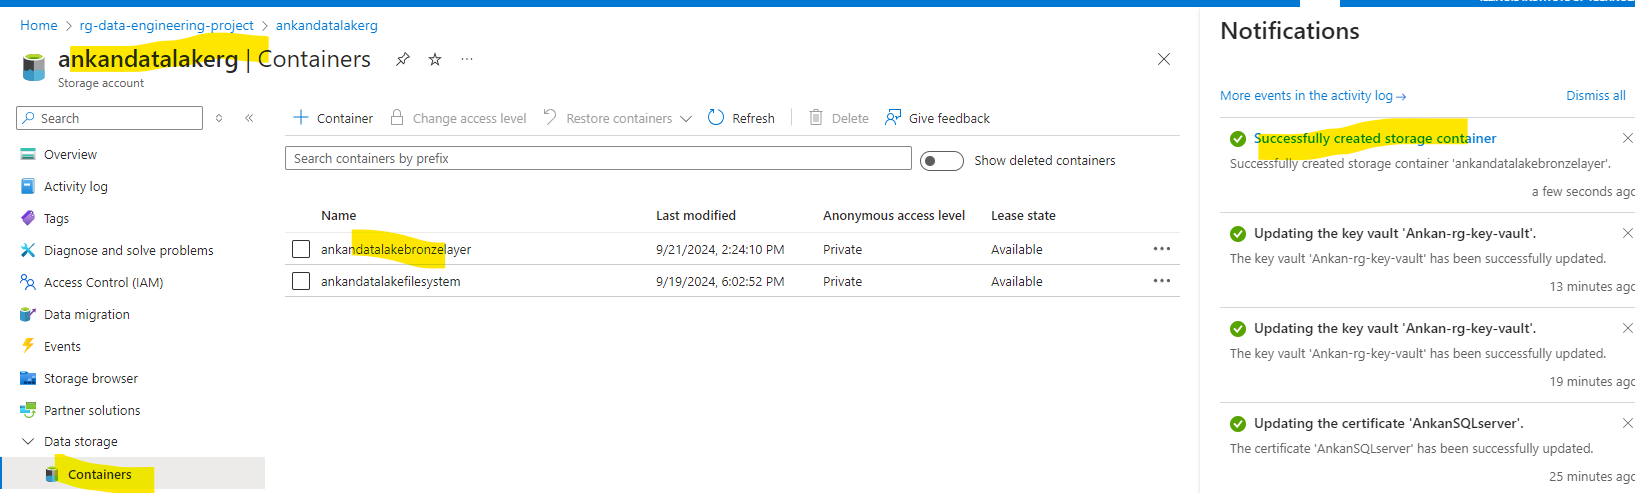 Home > rg-data-engineering-project > ankandatalakerg
ankandatalakerg | Containers
Storage account
Search
Overview
Activity log
Tags
Diagnose and solve problems
Access Control (IAM)
Data migration
Events
Storage browser
Partner solutions
Data storage
Containers
+ Container Change access level Restore containers Refresh Delete Give feedback
Search containers by prefix
Show deleted containers
Name Last modified Anonymous access level Lease state
ankandatalakebronzelayer 9/21/2024, 2:24:10 PM Private Available
ankandatalakefilesystem 9/19/2024, 6:02:52 PM Private Available
Notifications
More events in the activity log → Dismiss all
Successfully created storage container
Successfully created storage container 'ankandatalakebronzelayer'.
a few seconds ago
Updating the key vault 'Ankan-rg-key-vault'.
The key vault 'Ankan-rg-key-vault' has been successfully updated.
13 minutes ago
Updating the key vault 'Ankan-rg-key-vault'.
The key vault 'Ankan-rg-key-vault' has been successfully updated.
19 minutes ago
Updating the certificate 'AnkanSQLserver'.
The certificate 'AnkanSQLserver' has been successfully updated.
25 minutes ago